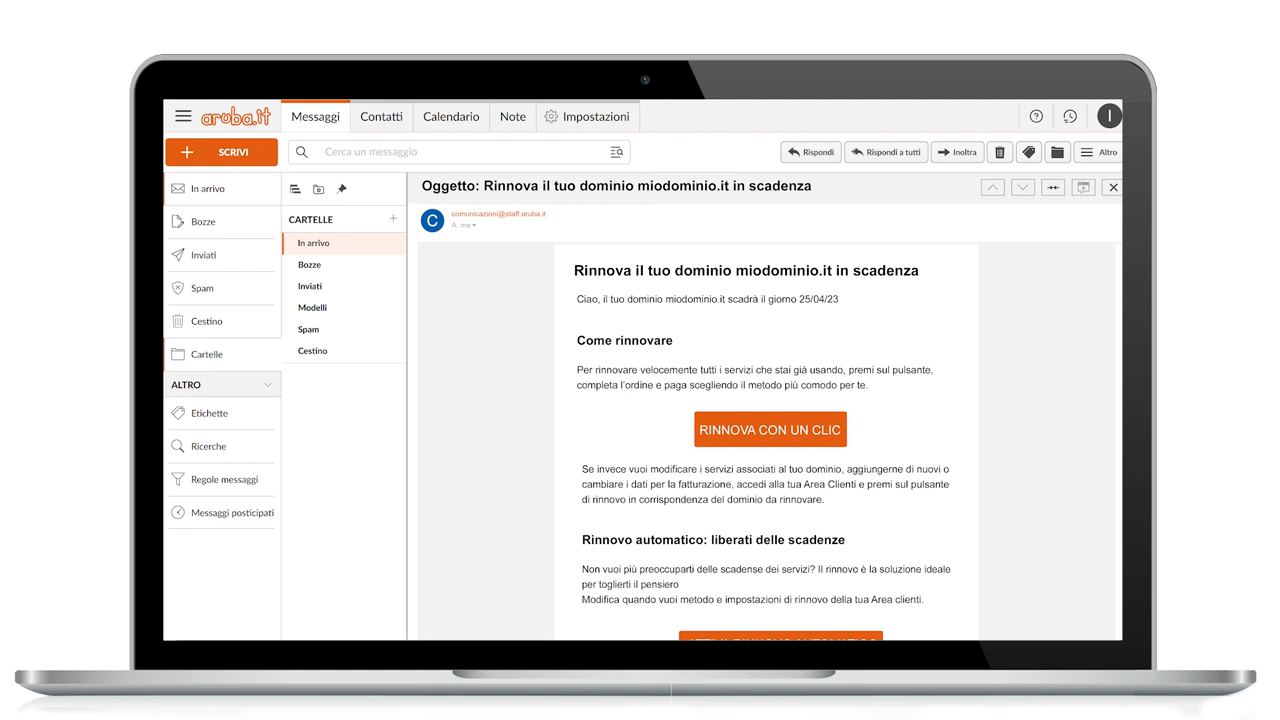 aruba.it
Messaggi
Contatti
Calendario
Note
Impostazioni
I
SCRIVI
Cerca un messaggio
Rispondi
Rispondi a tutti
Inoltra
Altro
In arrivo
Bozze
Inviati
Spam
Cestino
Cartelle
ALTRO
Etichette
Ricerche
Regole messaggi
Messaggi posticipati
CARTELLE
In arrivo
Bozze
Inviati
Modelli
Spam
Cestino
Oggetto: Rinnova il tuo dominio miodominio.it in scadenza
C
comunicazioni@staff.aruba.it
A: me
Rinnova il tuo dominio miodominio.it in scadenza
Ciao, il tuo dominio miodominio.it scadrà il giorno 25/04/23
Come rinnovare
Per rinnovare velocemente tutti i servizi che stai già usando, premi sul pulsante,
completa l'ordine e paga scegliendo il metodo più comodo per te.
RINNOVA CON UN CLIC
Se invece vuoi modificare i servizi associati al tuo dominio, aggiungerne di nuovi o
cambiare i dati per la fatturazione, accedi alla tua Area Clienti e premi sul pulsante
di rinnovo in corrispondenza del dominio da rinnovare.
Rinnovo automatico: liberati delle scadenze
Non vuoi più preoccuparti delle scadense dei servizi? Il rinnovo è la soluzione ideale
per toglierti il pensiero
Modifica quando vuoi metodo e impostazioni di rinnovo della tua Area clienti.
ATTIVA RINNOVO AUTOMATICO